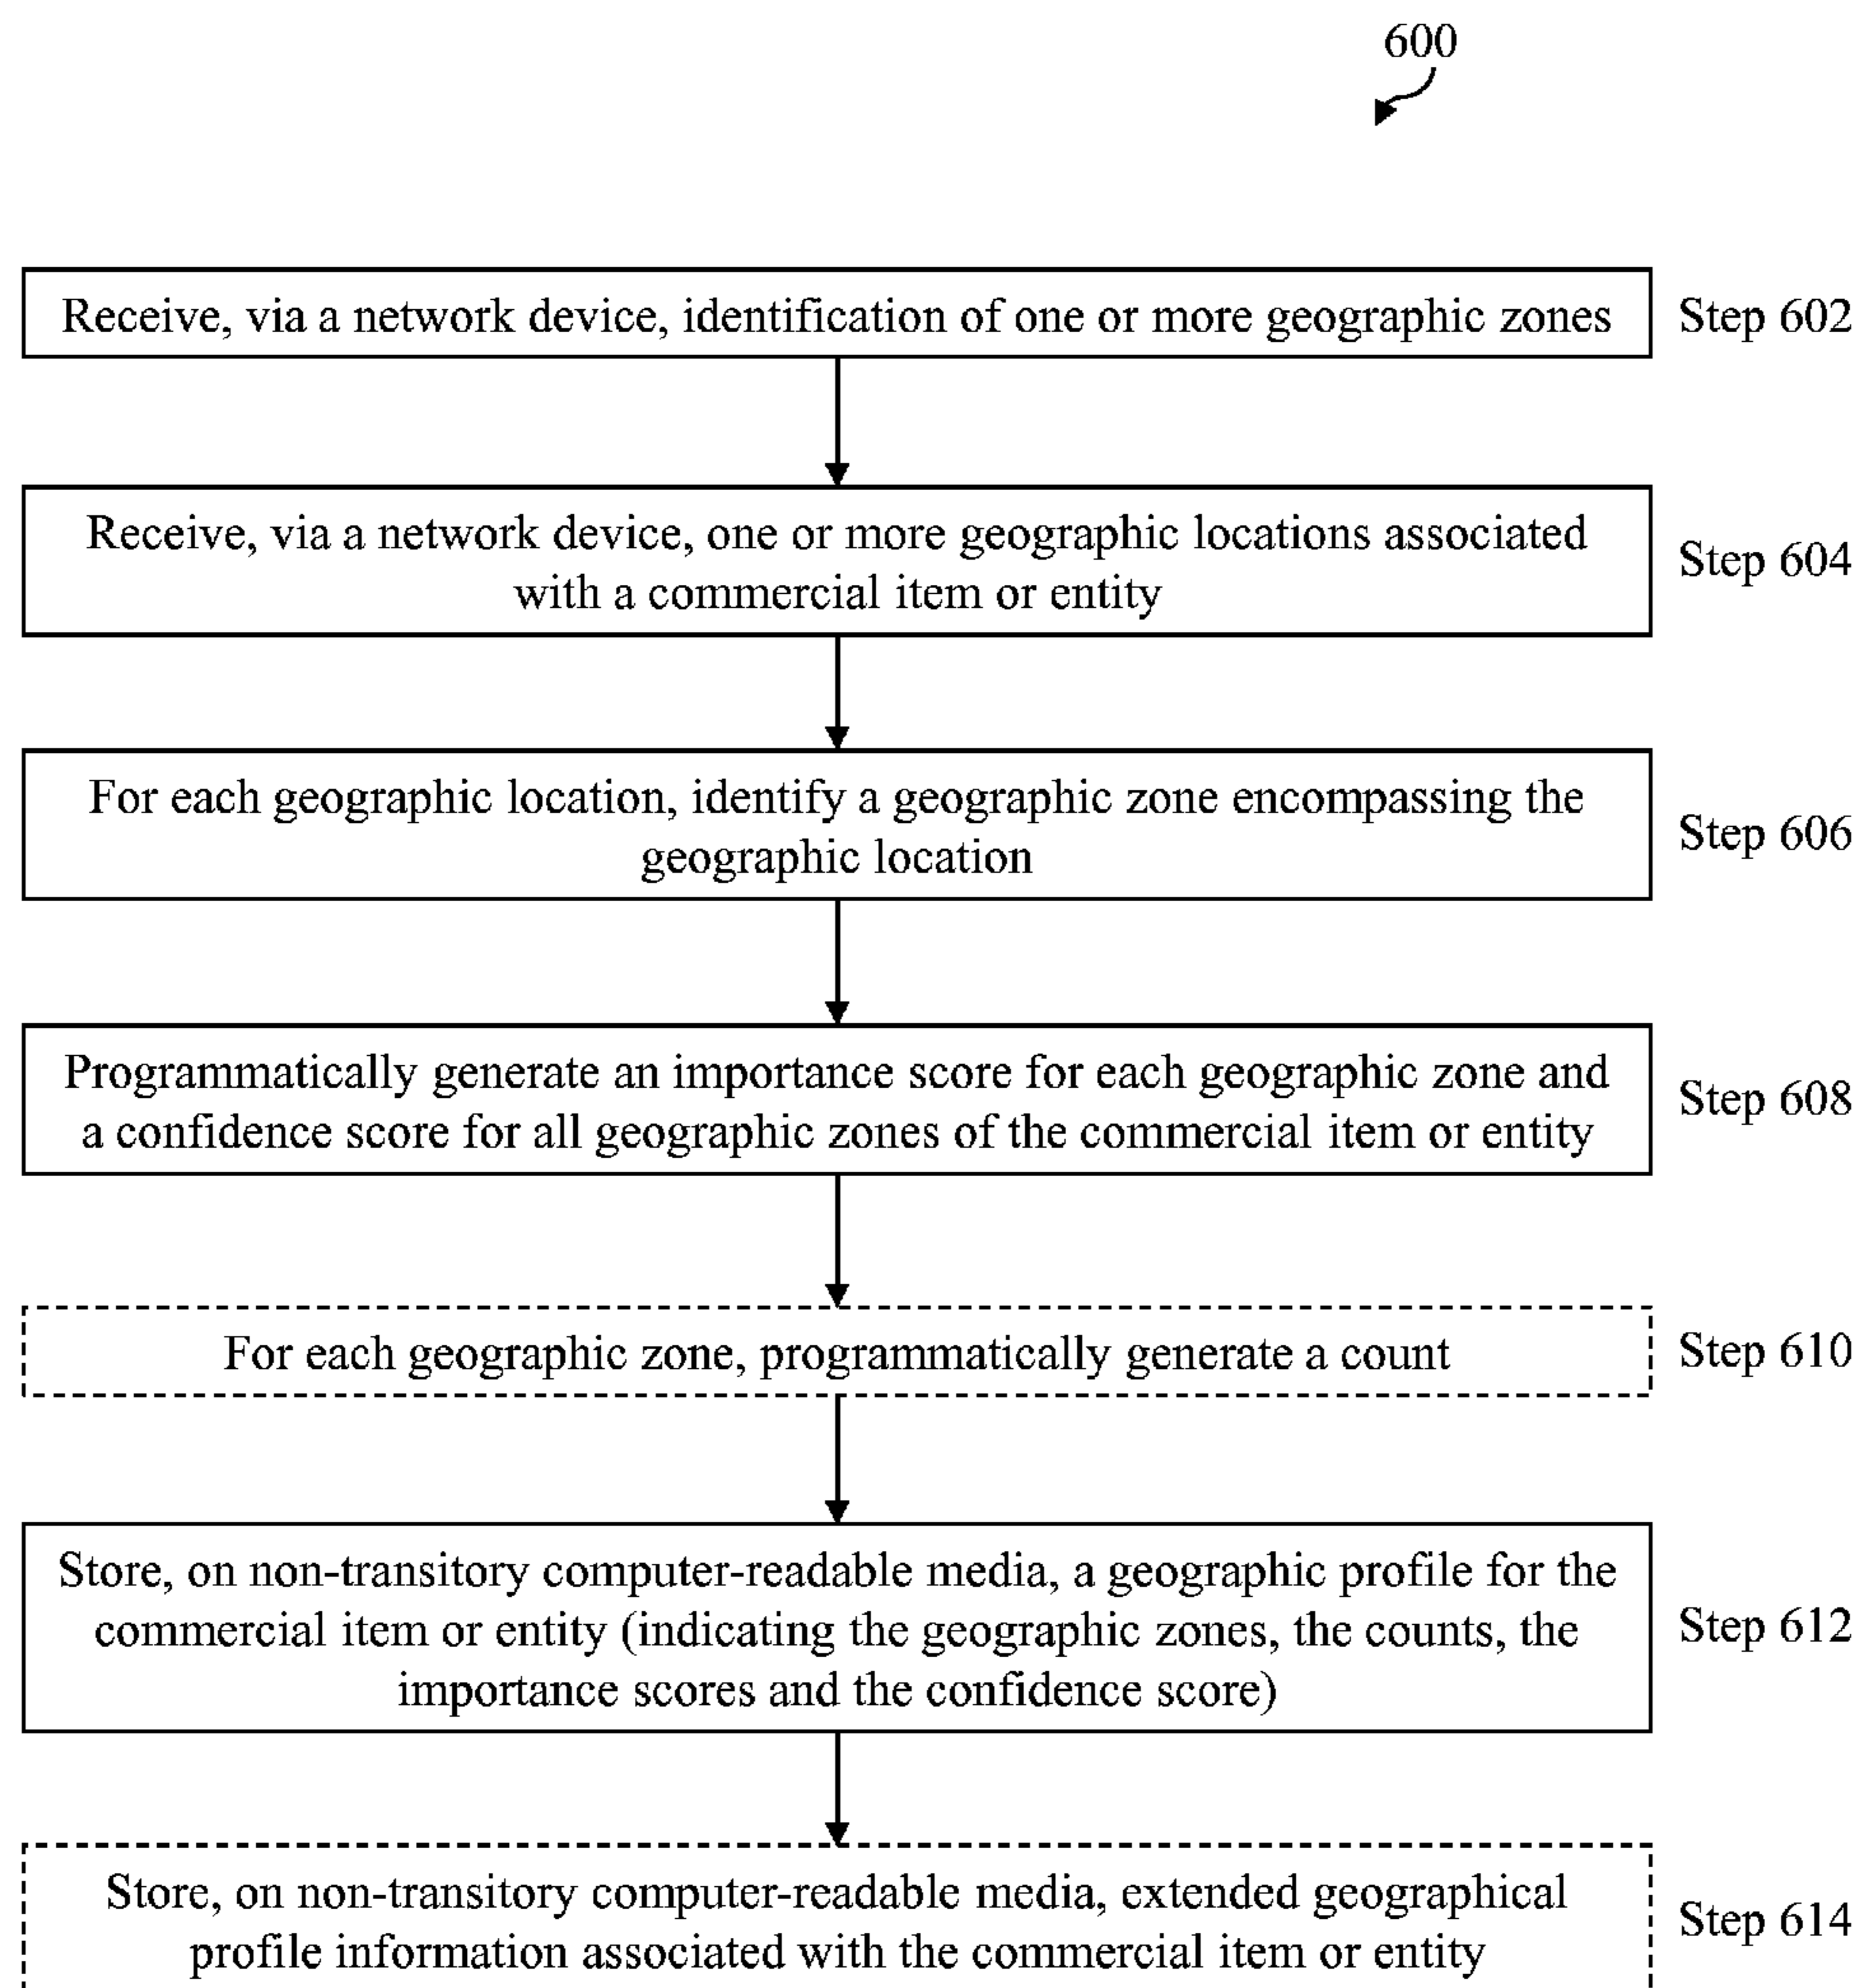 600
Receive, via a network device, identification of one or more geographic zones
Step 602
Receive, via a network device, one or more geographic locations associated
with a commercial item or entity
Step 604
For each geographic location, identify a geographic zone encompassing the
geographic location
Step 606
Programmatically generate an importance score for each geographic zone and
a confidence score for all geographic zones of the commercial item or entity
Step 608
For each geographic zone, programmatically generate a count
Step 610
Store, on non-transitory computer-readable media, a geographic profile for the
commercial item or entity (indicating the geographic zones, the counts, the
importance scores and the confidence score)
Step 612
Store, on non-transitory computer-readable media, extended geographical
profile information associated with the commercial item or entity
Step 614